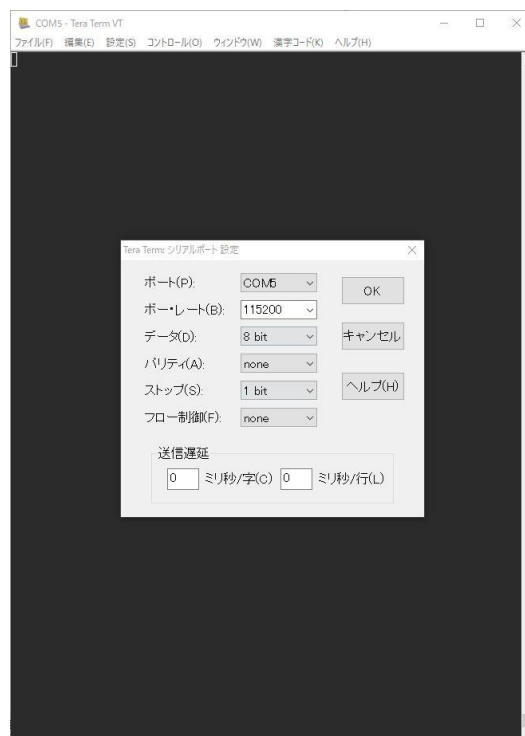 COM5 - Tera Term VT
ファイル(F) 編集(E) 設定(S) コントロール(O) ウィンドウ(W) 漢字コード(K) ヘルプ(H)
Tera Term: シリアルポート 設定
ポート(P): COM5 OK
ボー・レート(B): 115200
データ(D): 8 bit キャンセル
パリティ(A): none
ストップ(S): 1 bit ヘルプ(H)
フロー制御(F): none
送信遅延
0 ミリ秒/字(C) 0 ミリ秒/行(L)